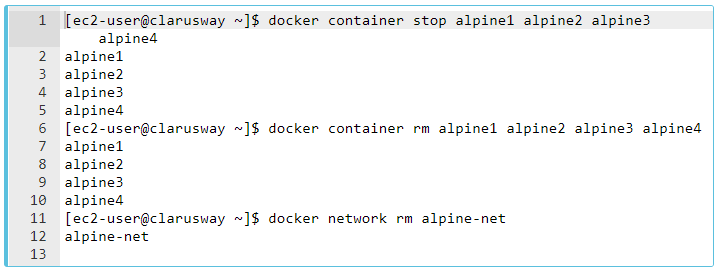 1 [ec2-user@clarusway ~]$ docker container stop alpine1 alpine2 alpine3
alpine4
2 alpine1
3 alpine2
4 alpine3
5 alpine4
6 [ec2-user@clarusway ~]$ docker container rm alpine1 alpine2 alpine3 alpine4
7 alpine1
8 alpine2
9 alpine3
10 alpine4
11 [ec2-user@clarusway ~]$ docker network rm alpine-net
12 alpine-net
13